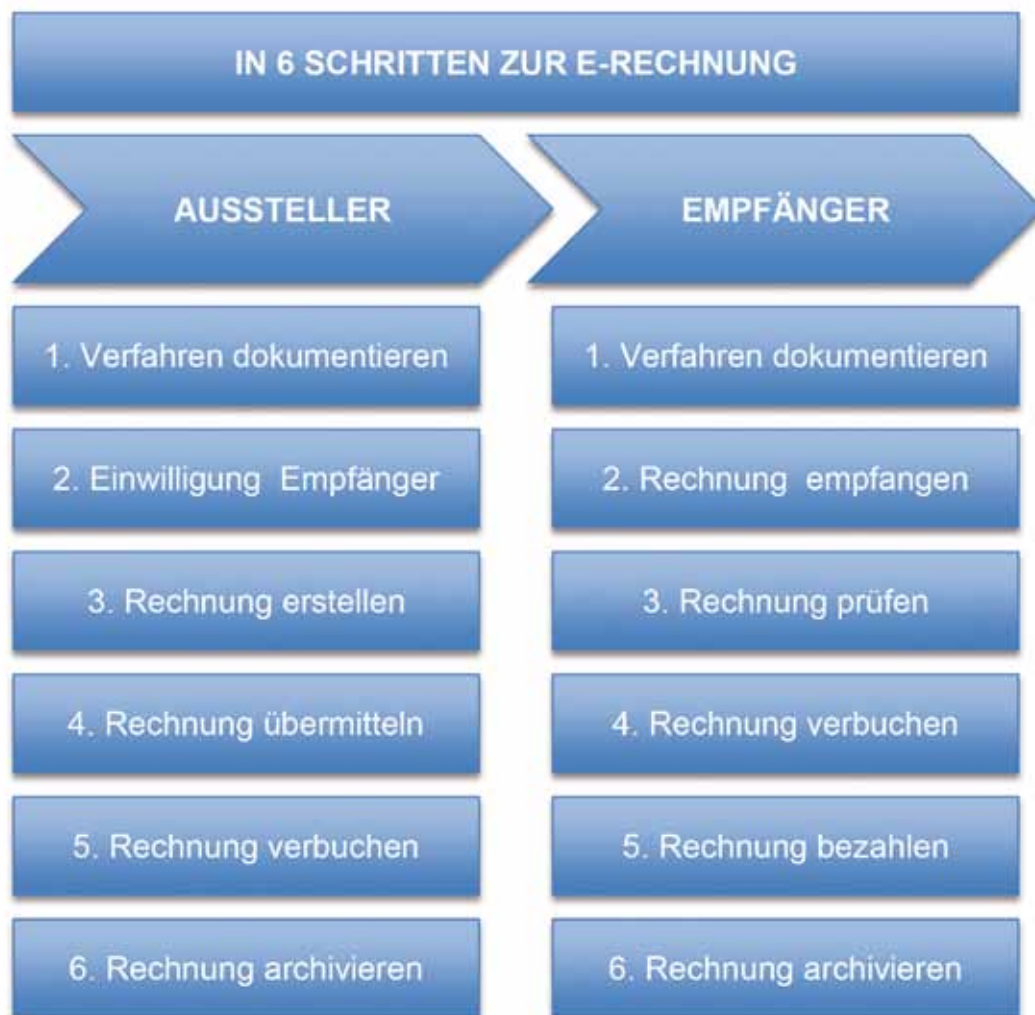 IN 6 SCHRITTEN ZUR E-RECHNUNG
AUSSTELLER
1. Verfahren dokumentieren
2. Einwilligung Empfänger
3. Rechnung erstellen
4. Rechnung übermitteln
5. Rechnung verbuchen
6. Rechnung archivieren
EMPFÄNGER
1. Verfahren dokumentieren
2. Rechnung empfangen
3. Rechnung prüfen
4. Rechnung verbuchen
5. Rechnung bezahlen
6. Rechnung archivieren